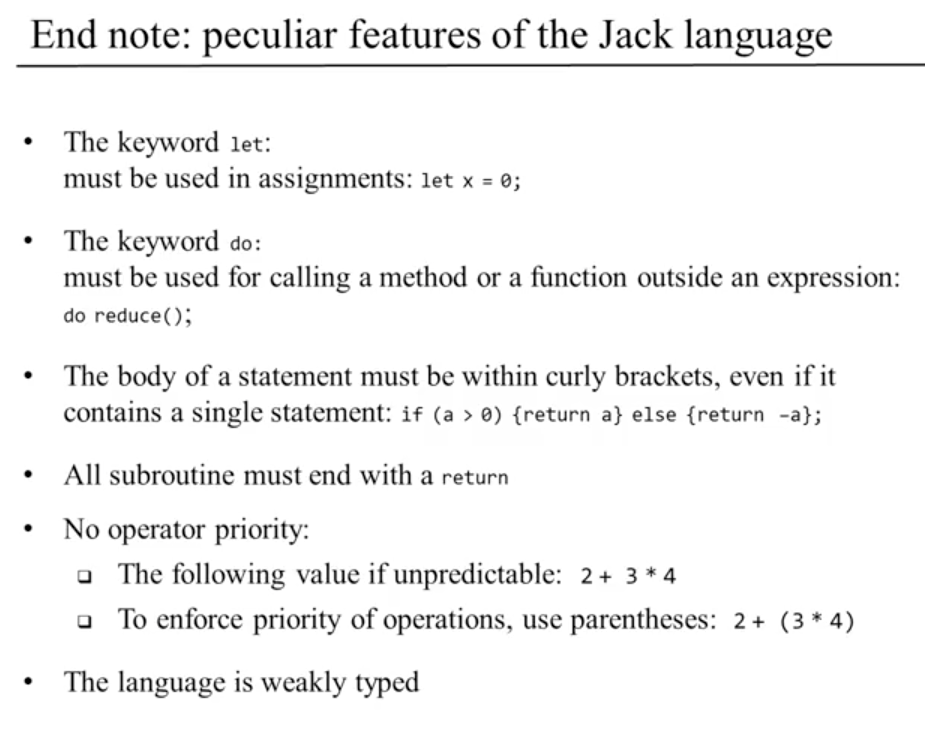 End note: peculiar features of the Jack language
• The keyword let:
must be used in assignments: let x = 0;
• The keyword do:
must be used for calling a method or a function outside an expression:
do reduce();
• The body of a statement must be within curly brackets, even if it
contains a single statement: if (a > 0) {return a} else {return -a};
• All subroutine must end with a return
• No operator priority:
❑ The following value if unpredictable: 2 + 3 * 4
❑ To enforce priority of operations, use parentheses: 2 + (3 * 4)
• The language is weakly typed